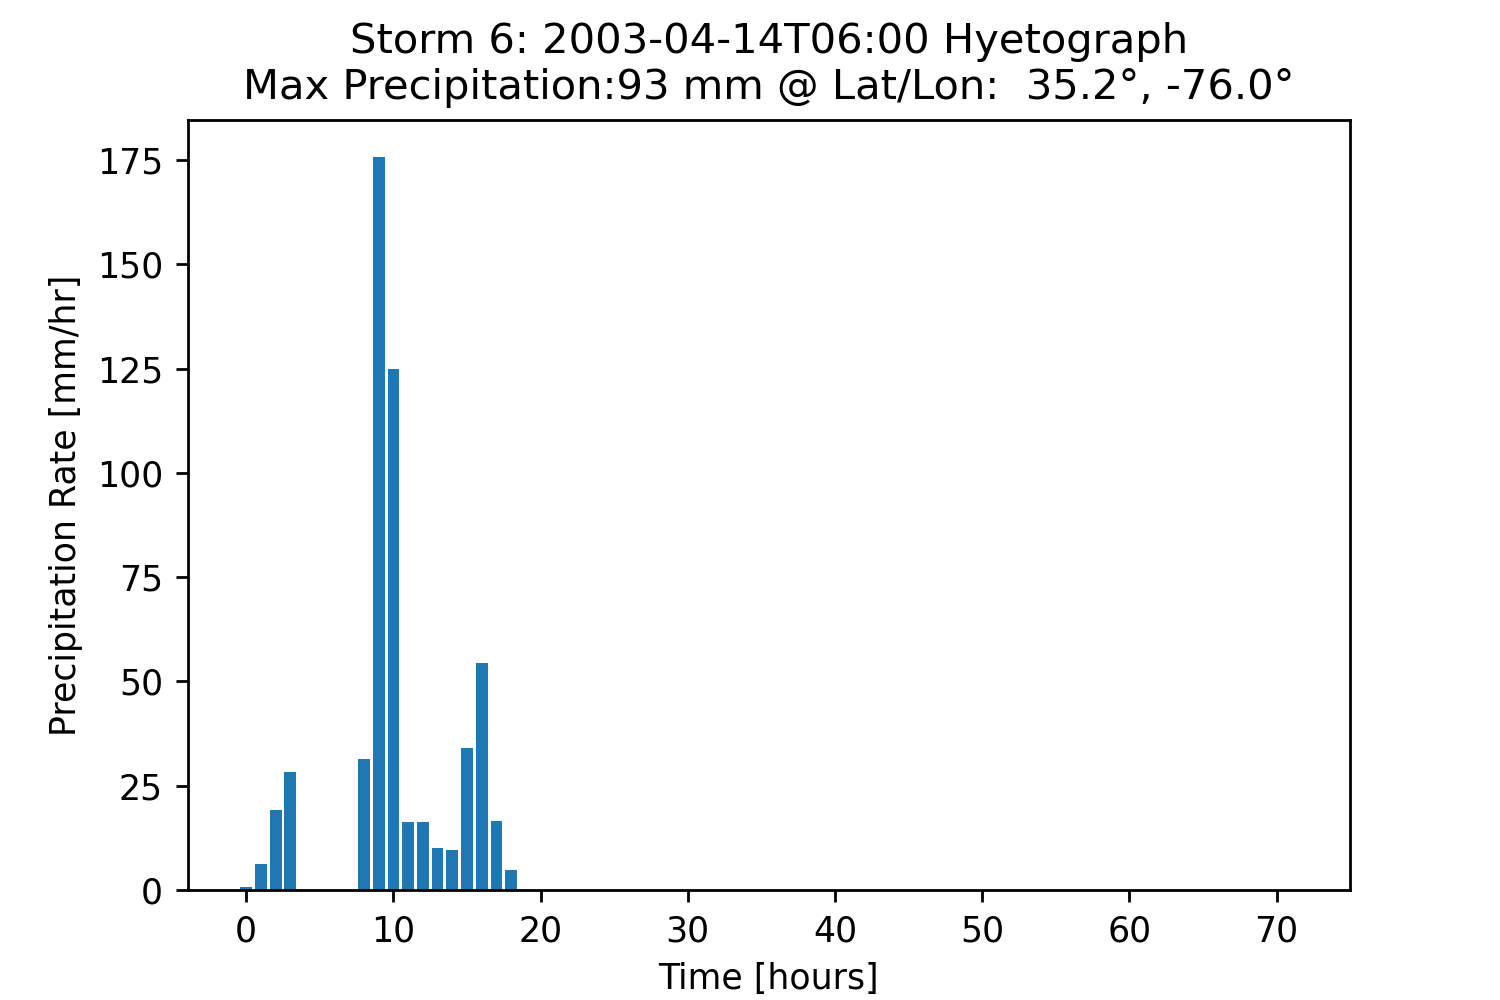 Storm 6: 2003-04-14T06:00 Hyetograph
Max Precipitation:93 mm @ Lat/Lon:  35.2°, -76.0°
175
150
125
100
75
50
25
0
Precipitation Rate [mm/hr]
0 10 20 30 40 50 60 70
Time [hours]